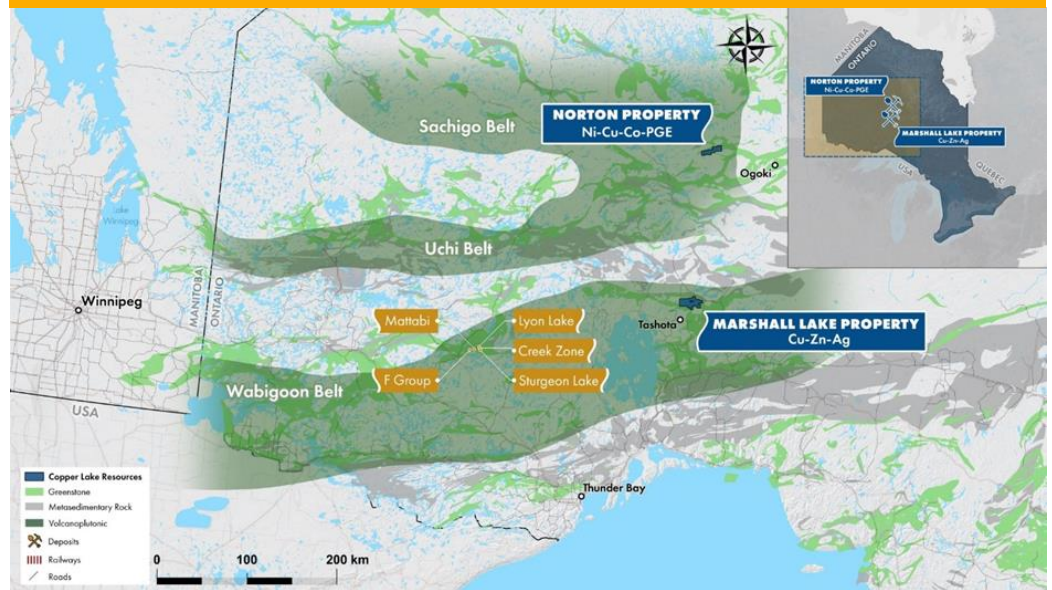 Sachigo Belt
NORTON PROPERTY
Ni-Cu-Co-PGE
Ogoki
Uchi Belt
Lake
Winnipeg
Winnipeg
MANITOBA
ONTARIO
Mattabi
Lyon Lake
Creek Zone
F Group
Sturgeon Lake
Tashota
MARSHALL LAKE PROPERTY
Cu-Zn-Ag
Wabigoon Belt
USA
Thunder Bay
MANITOBA
ONTARIO
NORTON PROPERTY
Ni-Cu-Co-PGE
MARSHALL LAKE PROPERTY
Cu-Zn-Ag
USA
QUEBEC
Copper Lake Resources
Greenstone
Metasedimentary Rock
Volcanoplutonic
Deposits
Railways
Roads
0 100 200 km